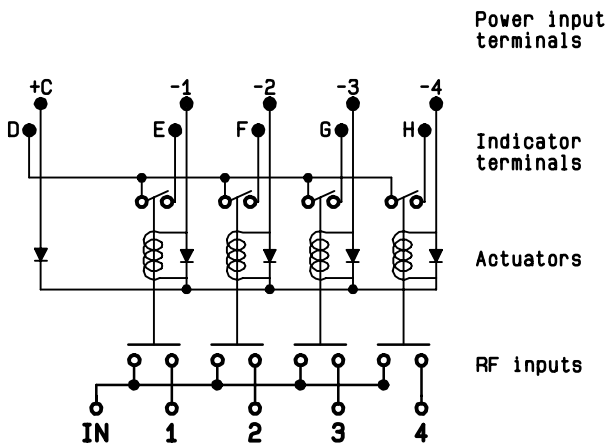 Power input
terminals
+C -1 -2 -3 -4
D E F G H
Indicator
terminals
Actuators
RF inputs
IN 1 2 3 4